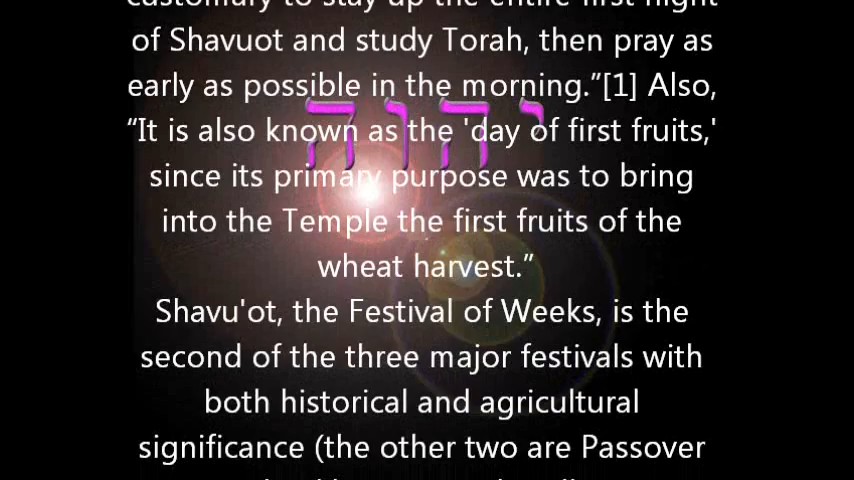 customary to stay up the entire first night
of Shavuot and study Torah, then pray as
early as possible in the morning.”[1] Also,
“It is also known as the 'day of first fruits,'
since its primary purpose was to bring
into the Temple the first fruits of the
wheat harvest.”
Shavu'ot, the Festival of Weeks, is the
second of the three major festivals with
both historical and agricultural
significance (the other two are Passover
יהוה